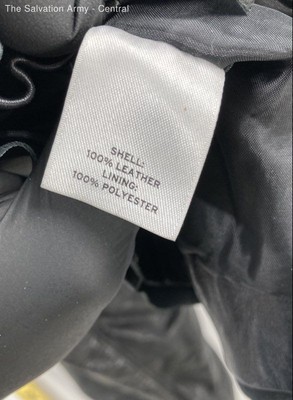 The Salvation Army - Central
SHELL:
100% LEATHER
LINING:
100% POLYESTER